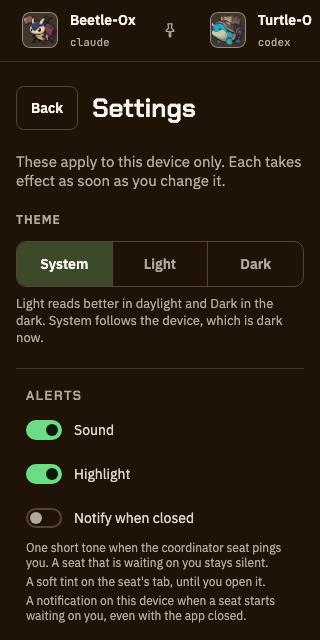 Beetle-Ox
claude
Turtle-O
codex
Back
Settings
These apply to this device only. Each takes
effect as soon as you change it.
THEME
System
Light
Dark
Light reads better in daylight and Dark in the
dark. System follows the device, which is dark
now.
ALERTS
Sound
Highlight
Notify when closed
One short tone when the coordinator seat pings
you. A seat that is waiting on you stays silent.
A soft tint on the seat's tab, until you open it.
A notification on this device when a seat starts
waiting on you, even with the app closed.